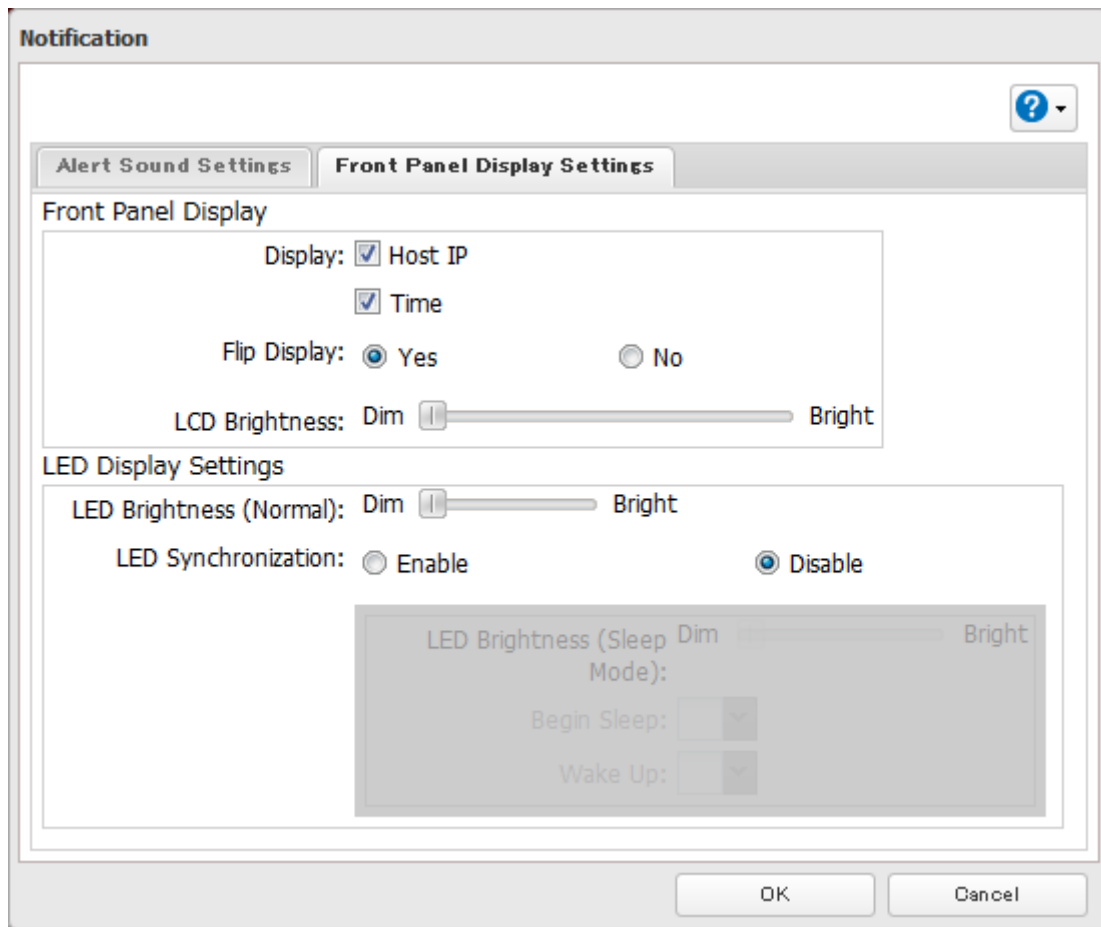 Notification
?
Alert Sound Settings Front Panel Display Settings
Front Panel Display
Display: Host IP
Time
Flip Display: Yes No
LCD Brightness: Dim Bright
LED Display Settings
LED Brightness (Normal): Dim Bright
LED Synchronization: Enable Disable
LED Brightness (Sleep Dim Bright
Mode):
Begin Sleep:
Wake Up:
OK Cancel